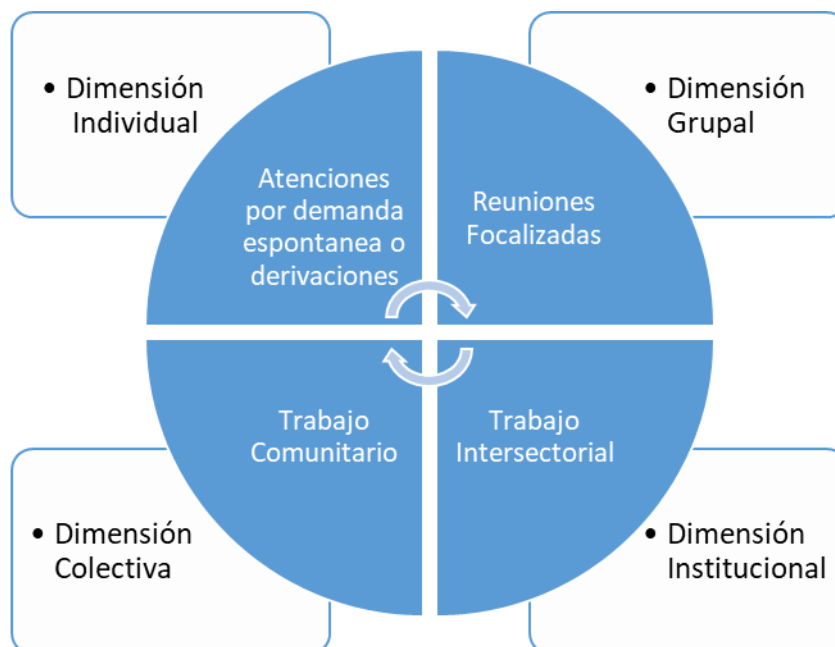 • Dimensión
Individual
• Dimensión
Grupal
Atenciones
por demanda
espontanea o
derivaciones
Reuniones
Focalizadas
Trabajo
Comunitario
Trabajo
Intersectorial
• Dimensión
Colectiva
• Dimensión
Institucional